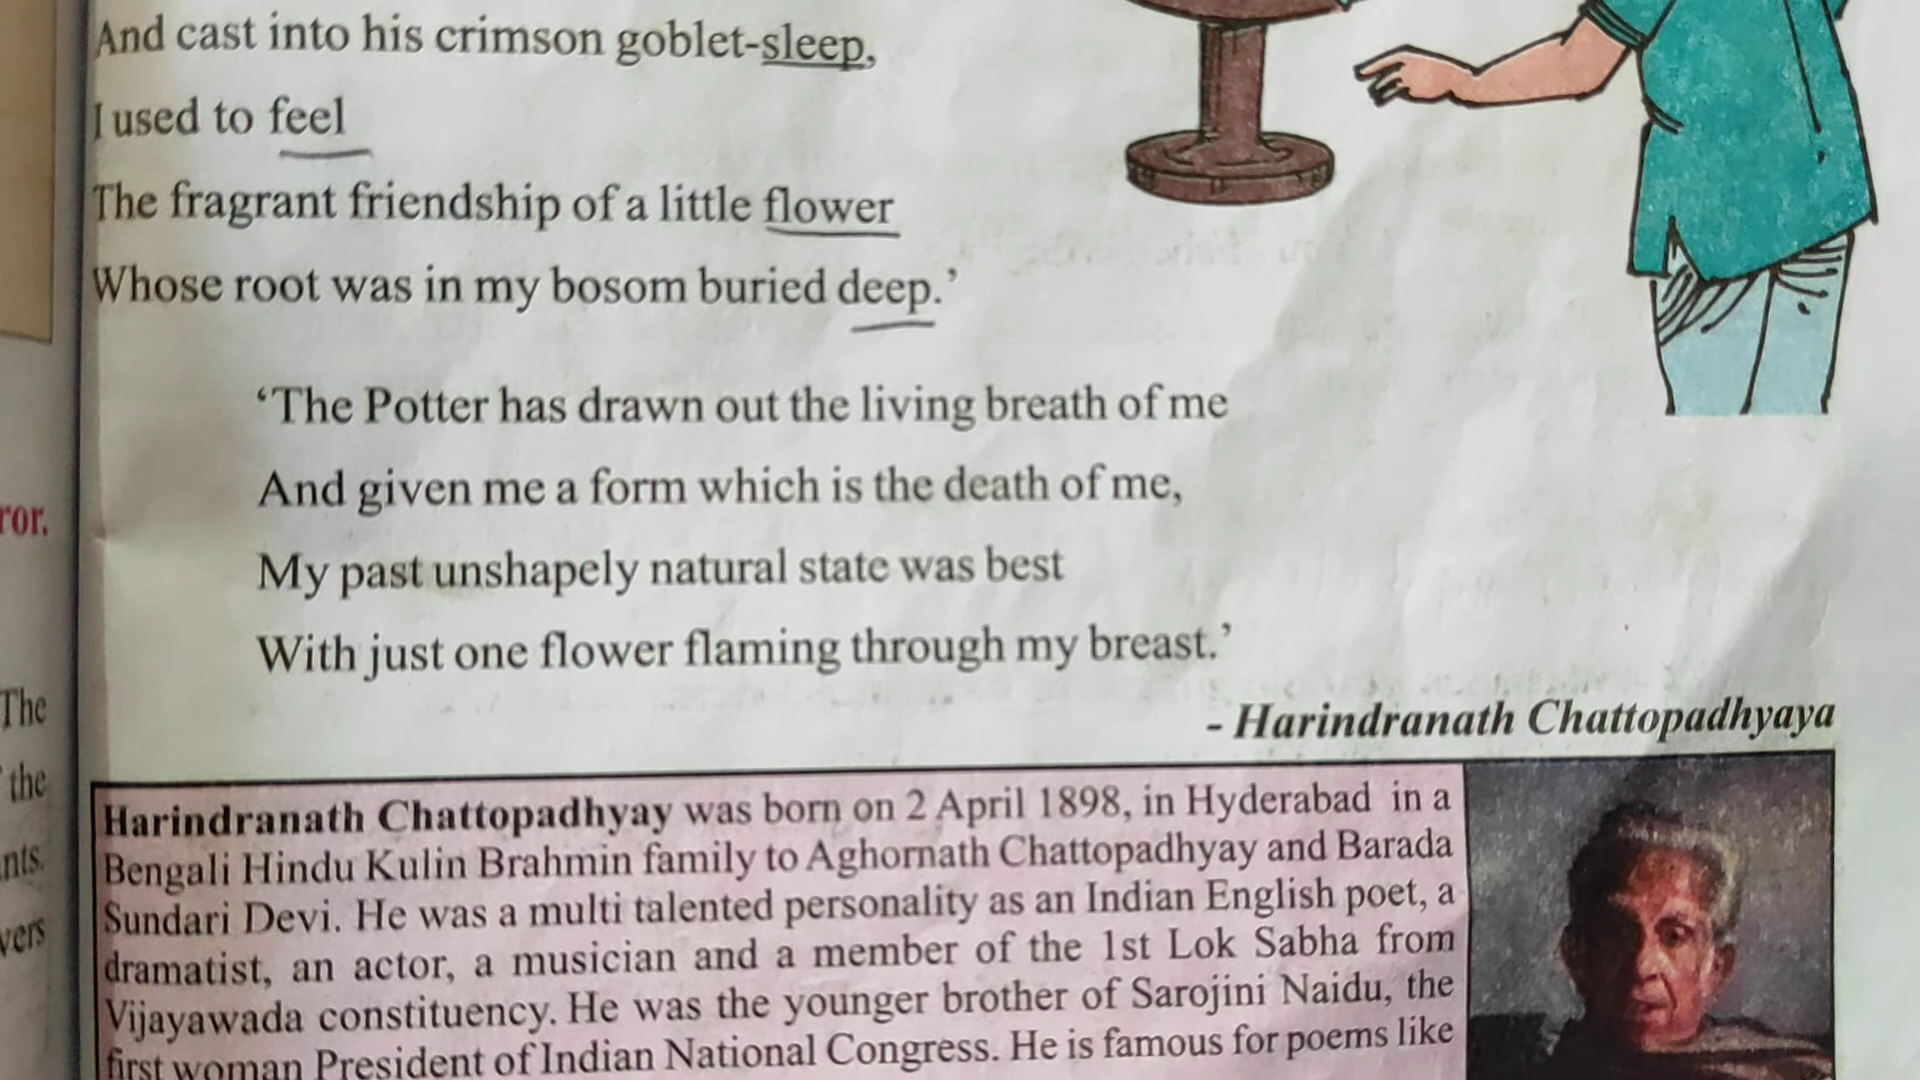 And cast into his crimson goblet-sleep,
I used to feel
The fragrant friendship of a little flower
Whose root was in my bosom buried deep.’
‘The Potter has drawn out the living breath of me
And given me a form which is the death of me,
My past unshapely natural state was best
With just one flower flaming through my breast.’
- Harindranath Chattopadhyaya
Harindranath Chattopadhyay was born on 2 April 1898, in Hyderabad in a
Bengali Hindu Kulin Brahmin family to Aghornath Chattopadhyay and Barada
Sundari Devi. He was a multi talented personality as an Indian English poet, a
dramatist, an actor, a musician and a member of the 1st Lok Sabha from
Vijayawada constituency. He was the younger brother of Sarojini Naidu, the
first woman President of Indian National Congress. He is famous for poems like
ror.
The
the
nts.
vers